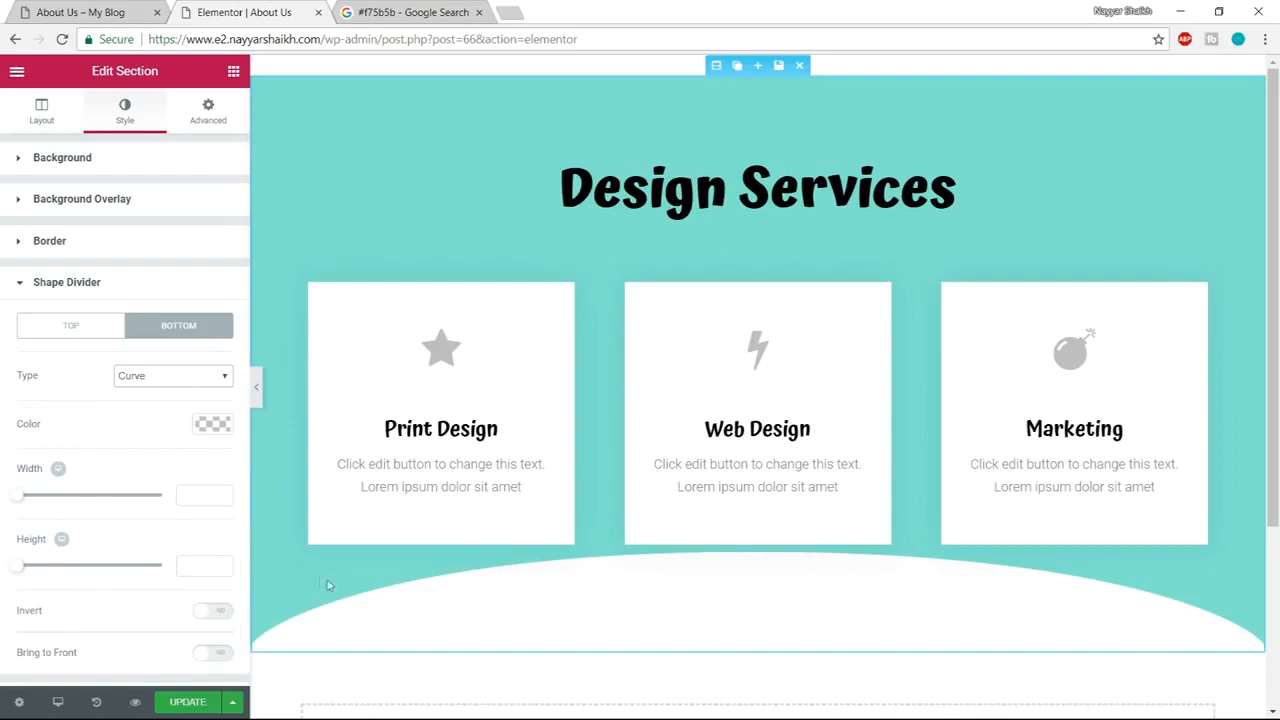 About Us – My Blog
Elementor | About Us
#f75b5b - Google Search
Nayyar Shaikh
Secure
https://www.e2.nayyarshaikh.com/wp-admin/post.php?post=66&action=elementor
ABP
Edit Section
Layout
Style
Advanced
Background
Background Overlay
Border
Shape Divider
TOP
BOTTOM
Type
Curve
Color
Width
Height
Invert
NO
Bring to Front
NO
UPDATE
Design Services
Print Design
Click edit button to change this text.
Lorem ipsum dolor sit amet
Web Design
Click edit button to change this text.
Lorem ipsum dolor sit amet
Marketing
Click edit button to change this text.
Lorem ipsum dolor sit amet